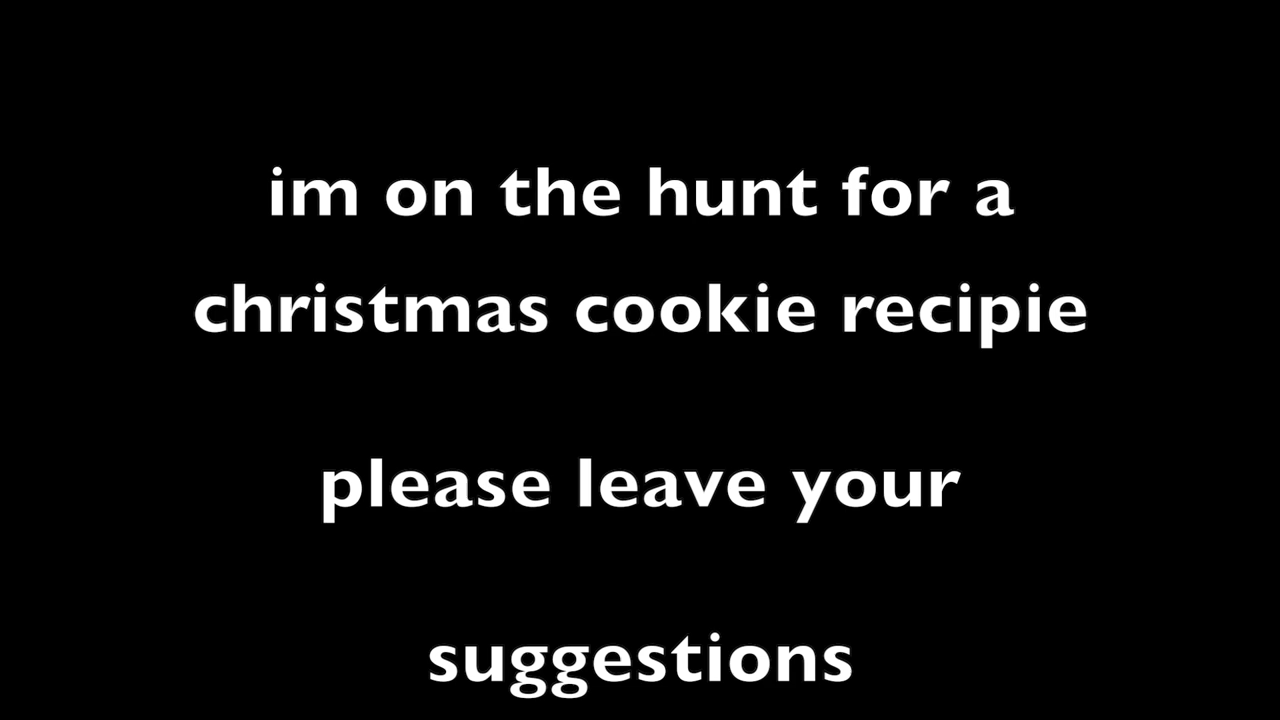 im on the hunt for a
christmas cookie recipie
please leave your
suggestions